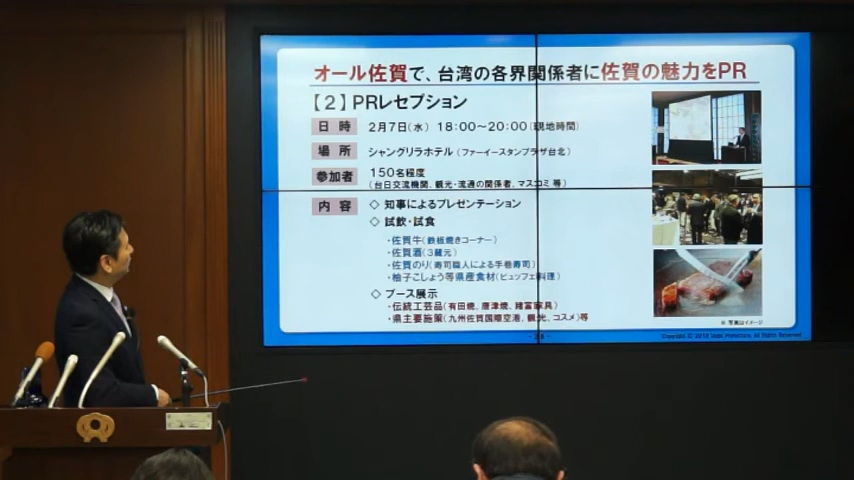 オール佐賀で、台湾の各界関係者に佐賀の魅力をPR
【2】PRレセプション
日 時 2月7日(水) 18:00～20:00(現地時間)
場 所 シャングリラホテル(ファーイースタンプラザ台北)
参加者 150名程度
(台日交流機関、観光・流通の関係者、マスコミ 等)
内 容 ◇ 知事によるプレゼンテーション
◇ 試飲・試食
・佐賀牛(鉄板焼きコーナー)
・佐賀酒(3蔵元)
・佐賀のり(寿司職人による手巻寿司)
・柚子こしょう等県産食材(ビュッフェ料理)
◇ ブース展示
・伝統工芸品(有田焼、唐津焼、諸富家具)
・県主要施策(九州佐賀国際空港、観光、コスメ)等
※ 写真はイメージ
Copyright © 2018 Saga Prefecture. All Rights Reserved.